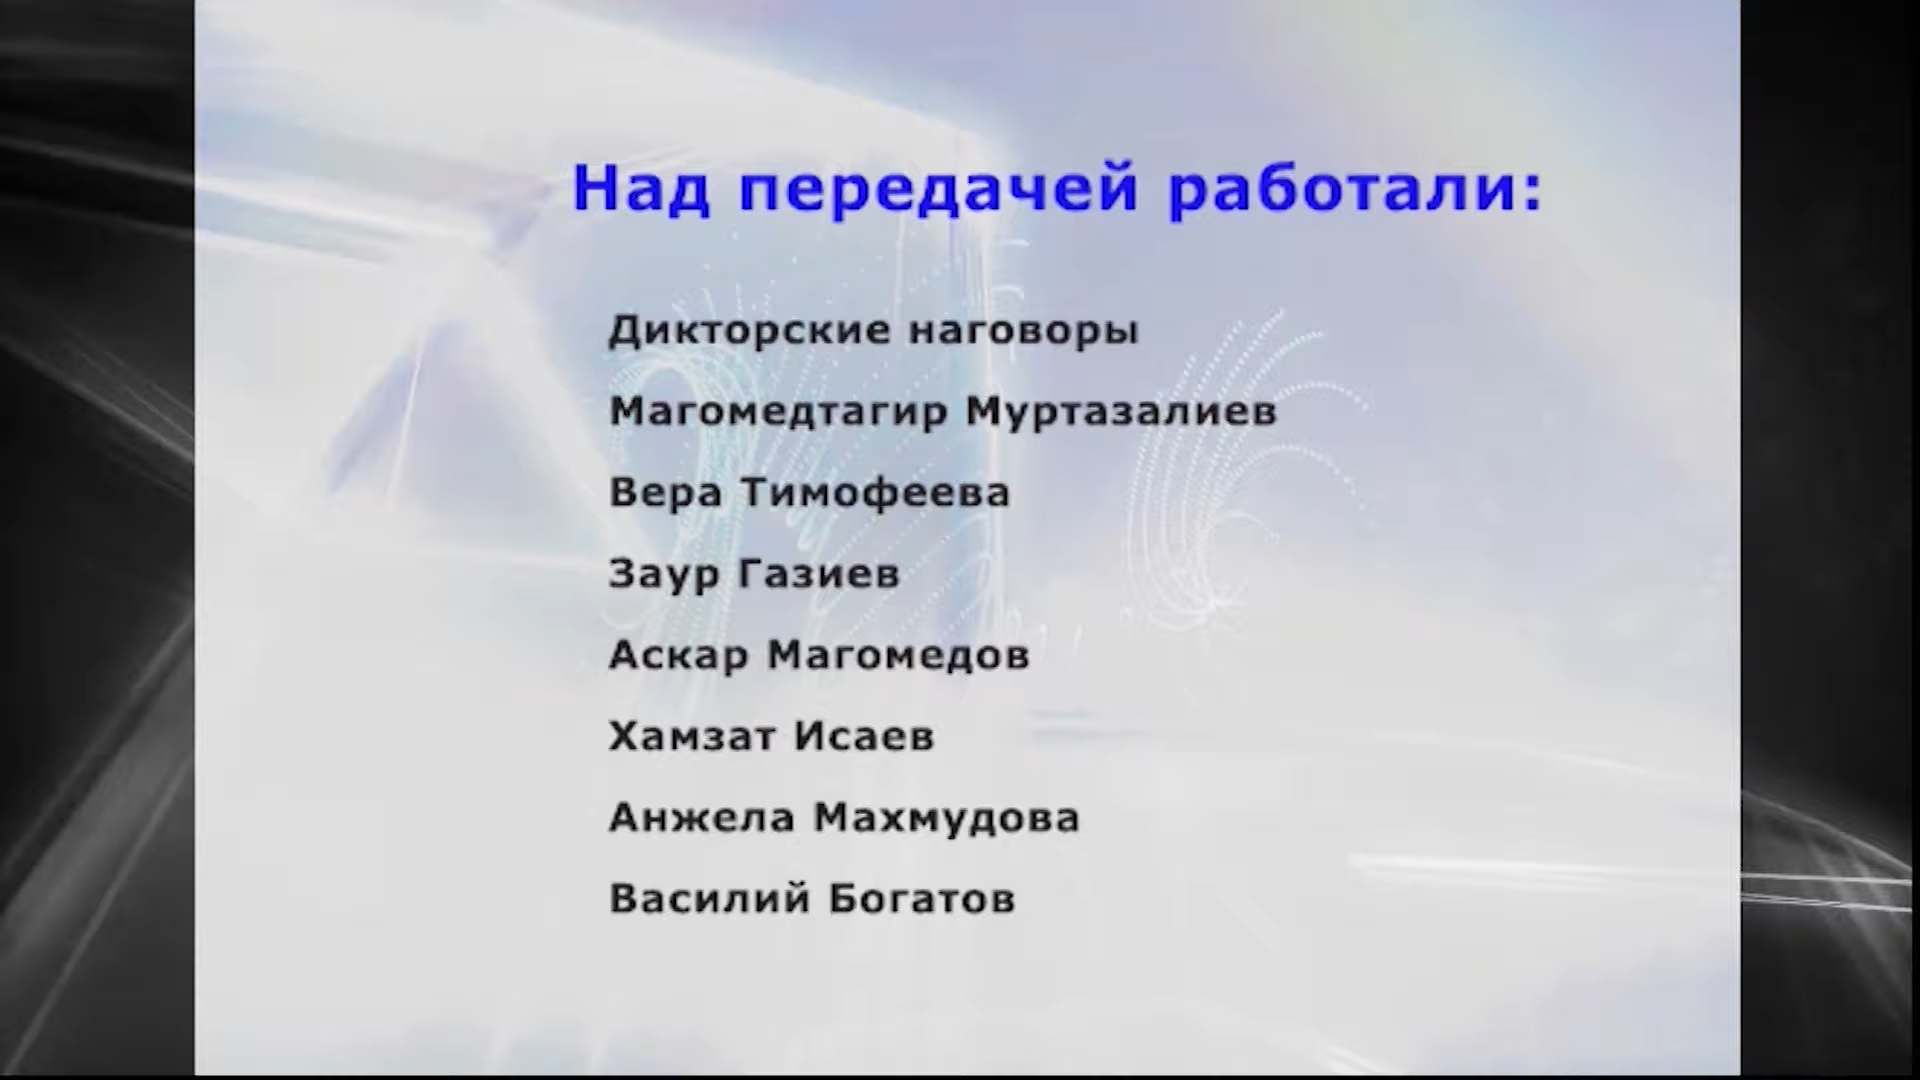 Над передачей работали:
Дикторские наговоры
Магомедтагир Муртазалиев
Вера Тимофеева
Заур Газиев
Аскар Магомедов
Хамзат Исаев
Анжела Махмудова
Василий Богатов